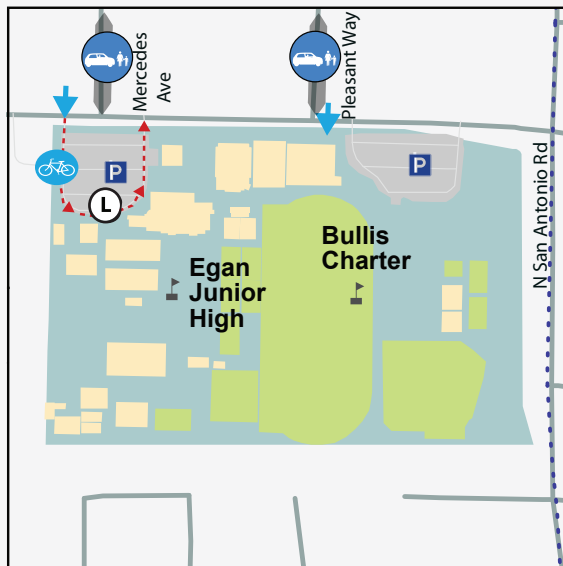 Mercedes
Ave
Pleasant Way
N San Antonio Rd
P
P
L
Bullis
Charter
Egan
Junior
High